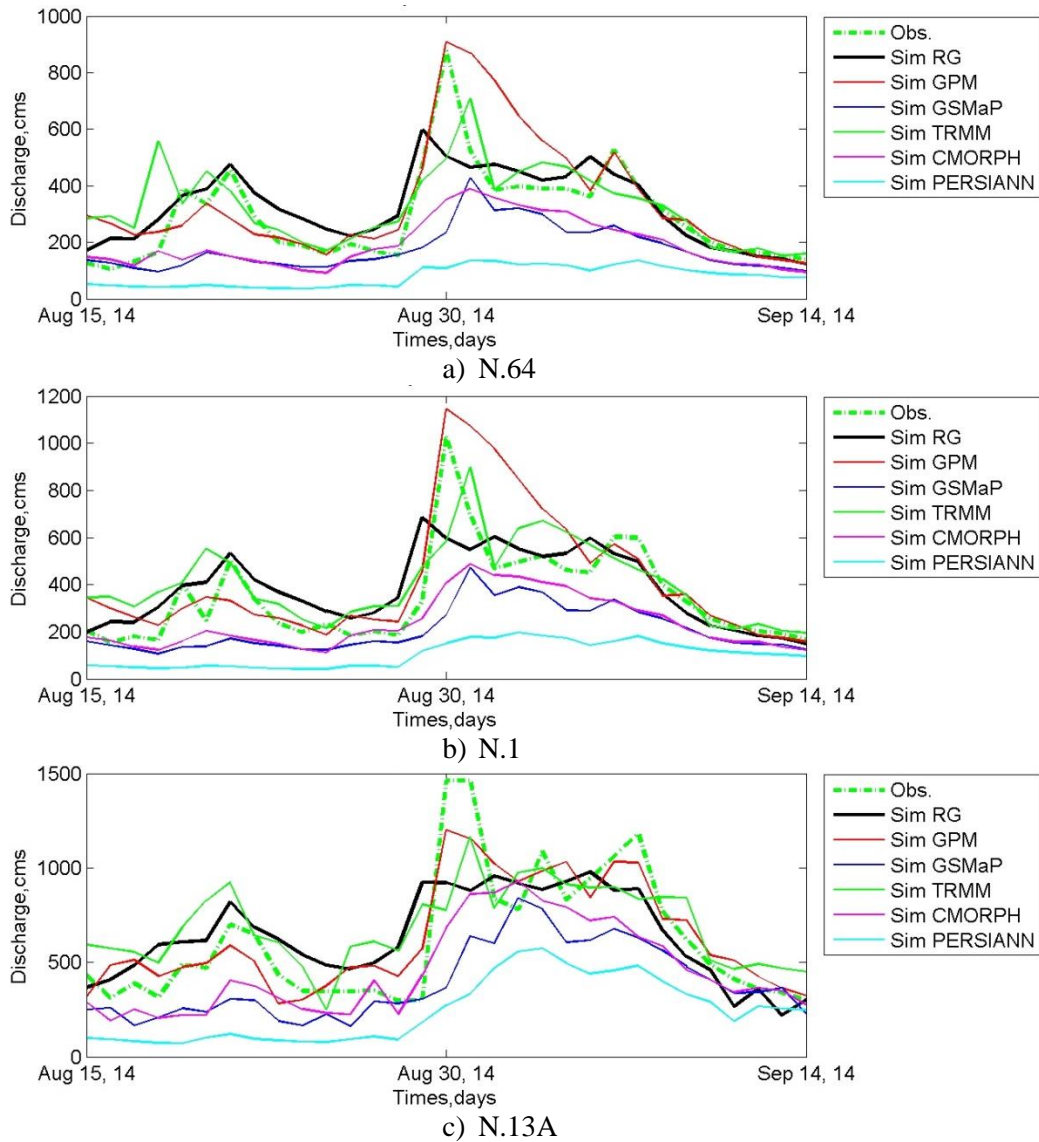 1000
800
600
400
200
0
Discharge,cms
Aug 15, 14
Aug 30, 14
Sep 14, 14
Times,days
Obs.
Sim RG
Sim GPM
Sim GSMaP
Sim TRMM
Sim CMORPH
Sim PERSIANN
a) N.64
1200
1000
800
600
400
200
0
Discharge,cms
Aug 15, 14
Aug 30, 14
Sep 14, 14
Times,days
Obs.
Sim RG
Sim GPM
Sim GSMaP
Sim TRMM
Sim CMORPH
Sim PERSIANN
b) N.1
1500
1000
500
0
Discharge,cms
Aug 15, 14
Aug 30, 14
Sep 14, 14
Times,days
Obs.
Sim RG
Sim GPM
Sim GSMaP
Sim TRMM
Sim CMORPH
Sim PERSIANN
c) N.13A